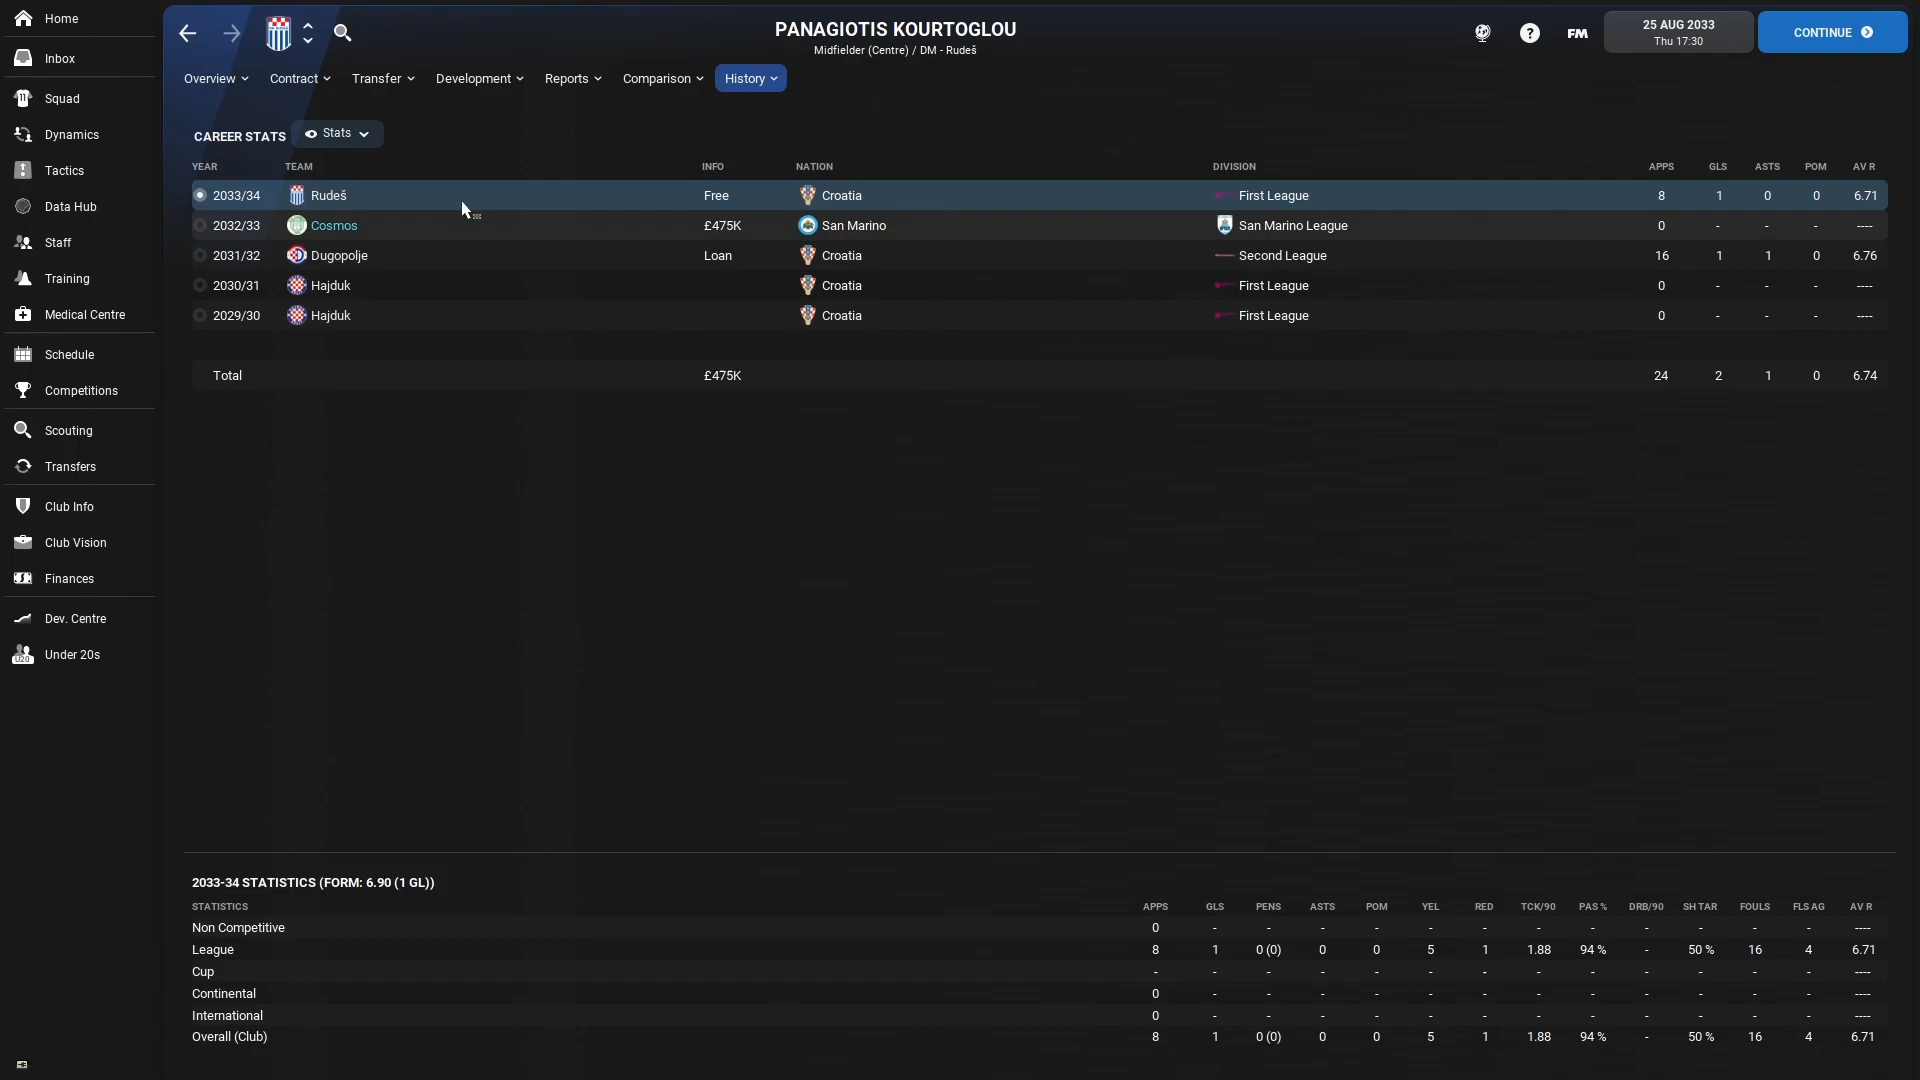 Home
Inbox
Squad
Dynamics
Tactics
Data Hub
Staff
Training
Medical Centre
Schedule
Competitions
Scouting
Transfers
Club Info
Club Vision
Finances
Dev. Centre
Under 20s
PANAGIOTIS KOURTOGLOU
Midfielder (Centre) / DM - Rudeš
FM
25 AUG 2033
Thu 17:30
CONTINUE
Overview Contract Transfer Development Reports Comparison History
CAREER STATS Stats
YEAR TEAM INFO NATION DIVISION APPS GLS ASTS POM AV R
2033/34 Rudeš Free Croatia First League 8 1 0 0 6.71
2032/33 Cosmos £475K San Marino San Marino League 0 - - - ----
2031/32 Dugopolje Loan Croatia Second League 16 1 1 0 6.76
2030/31 Hajduk Croatia First League 0 - - - ----
2029/30 Hajduk Croatia First League 0 - - - ----
Total £475K 24 2 1 0 6.74
2033-34 STATISTICS (FORM: 6.90 (1 GL))
STATISTICS APPS GLS PENS ASTS POM YEL RED TCK/90 PAS % DRB/90 SH TAR FOULS FLS AG AV R
Non Competitive 0 - - - - - - - - - - - - ----
League 8 1 0 (0) 0 0 5 1 1.88 94 % - 50 % 16 4 6.71
Cup - - - - - - - - - - - - - ----
Continental 0 - - - - - - - - - - - - ----
International 0 - - - - - - - - - - - - ----
Overall (Club) 8 1 0 (0) 0 0 5 1 1.88 94 % - 50 % 16 4 6.71